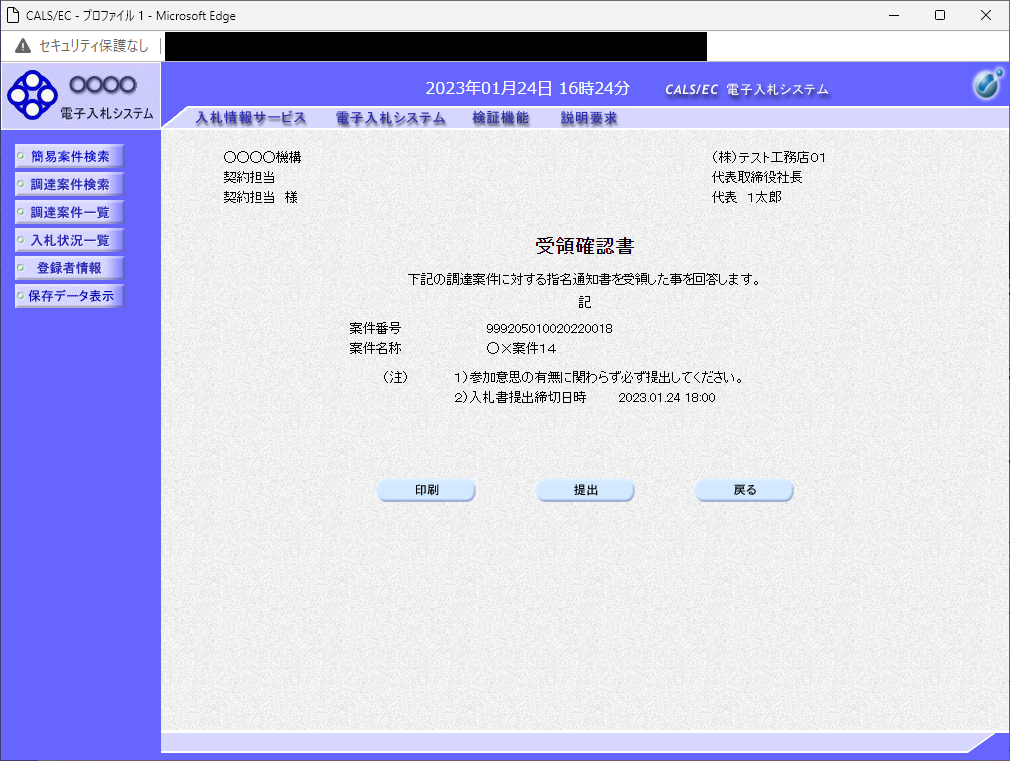 CALS/EC - プロファイル 1 - Microsoft Edge
セキュリティ保護なし
〇〇〇〇
電子入札システム
2023年01月24日 16時24分
CALS/EC 電子入札システム
入札情報サービス 電子入札システム 検証機能 説明要求
簡易案件検索
調達案件検索
調達案件一覧
入札状況一覧
登録者情報
保存データ表示
〇〇〇〇機構
契約担当
契約担当 様
(株)テスト工務店01
代表取締役社長
代表 1太郎
受領確認書
下記の調達案件に対する指名通知書を受領した事を回答します。
記
案件番号 999205010020220018
案件名称 〇×案件14
(注) 1)参加意思の有無に関わらず必ず提出してください。
2)入札書提出締切日時 2023.01.24 18:00
印刷 提出 戻る